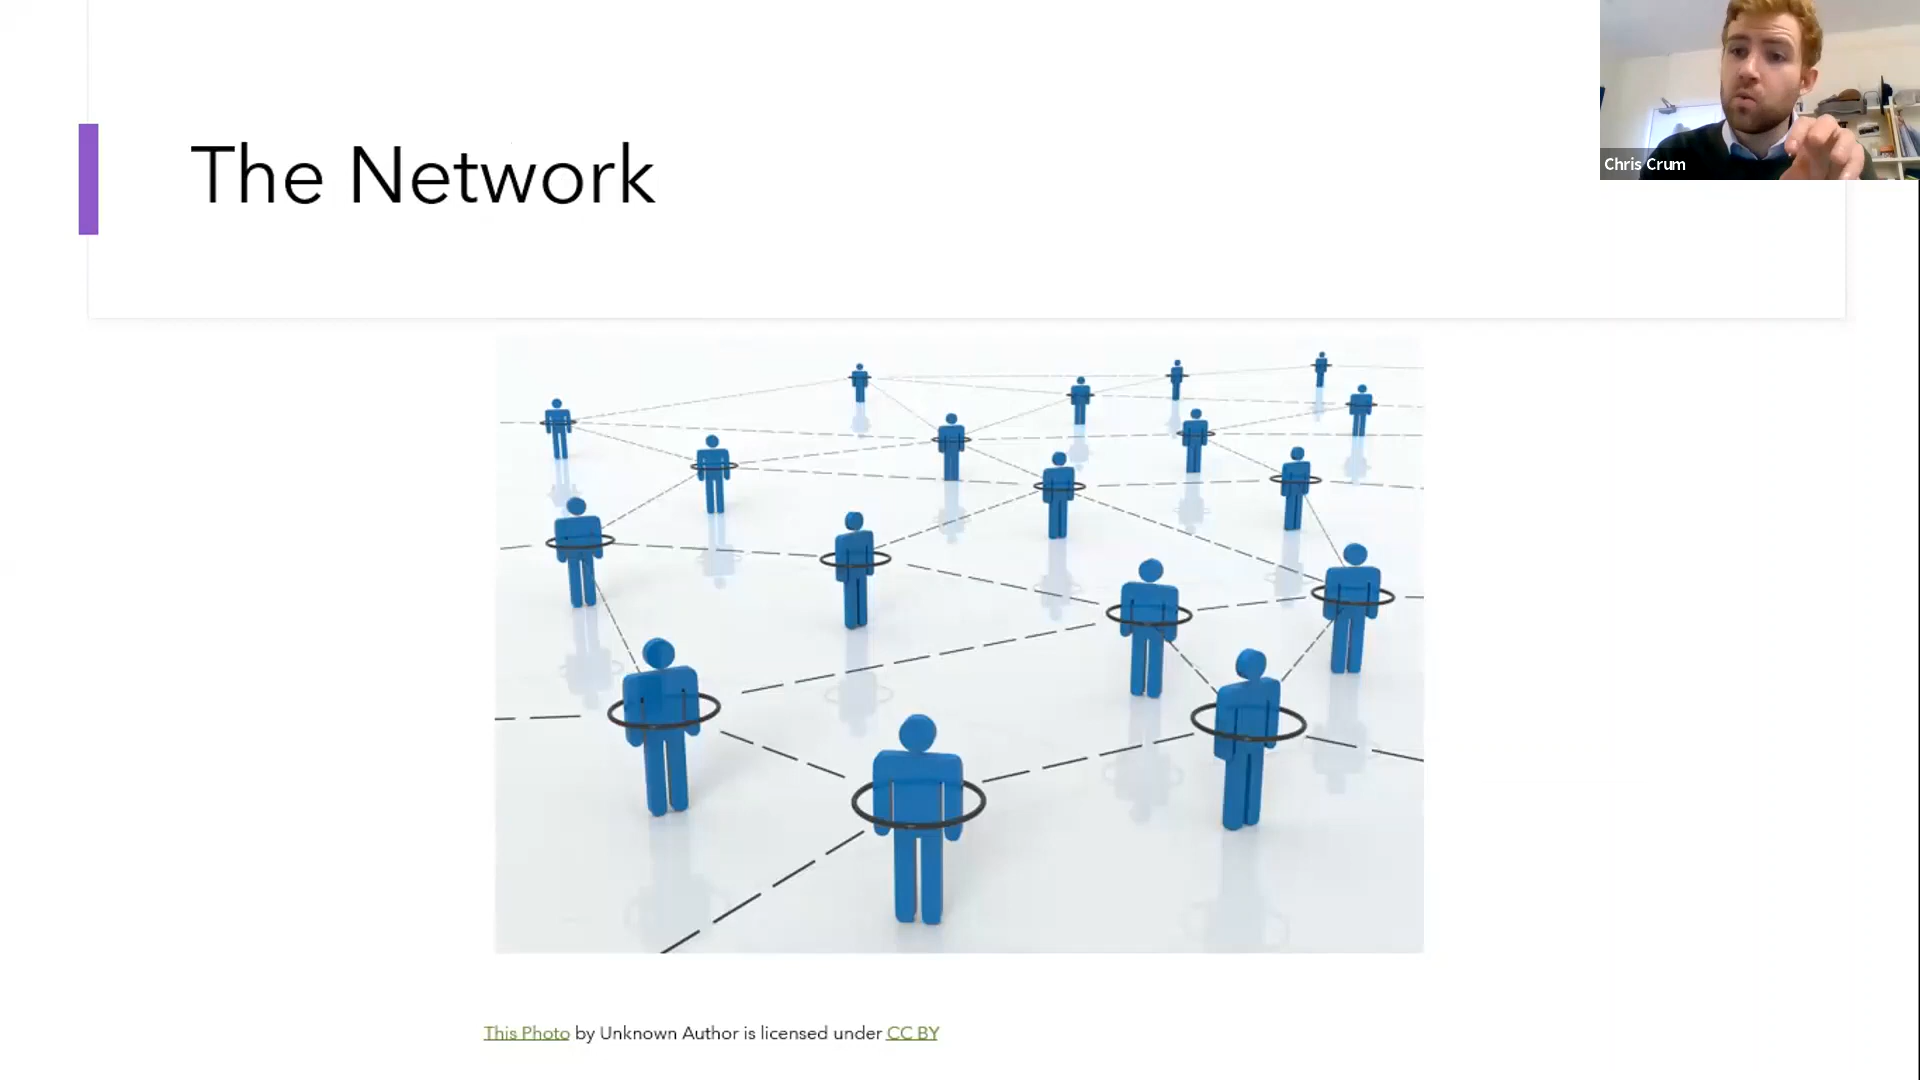 The Network
Chris Crum
This Photo by Unknown Author is licensed under CC BY